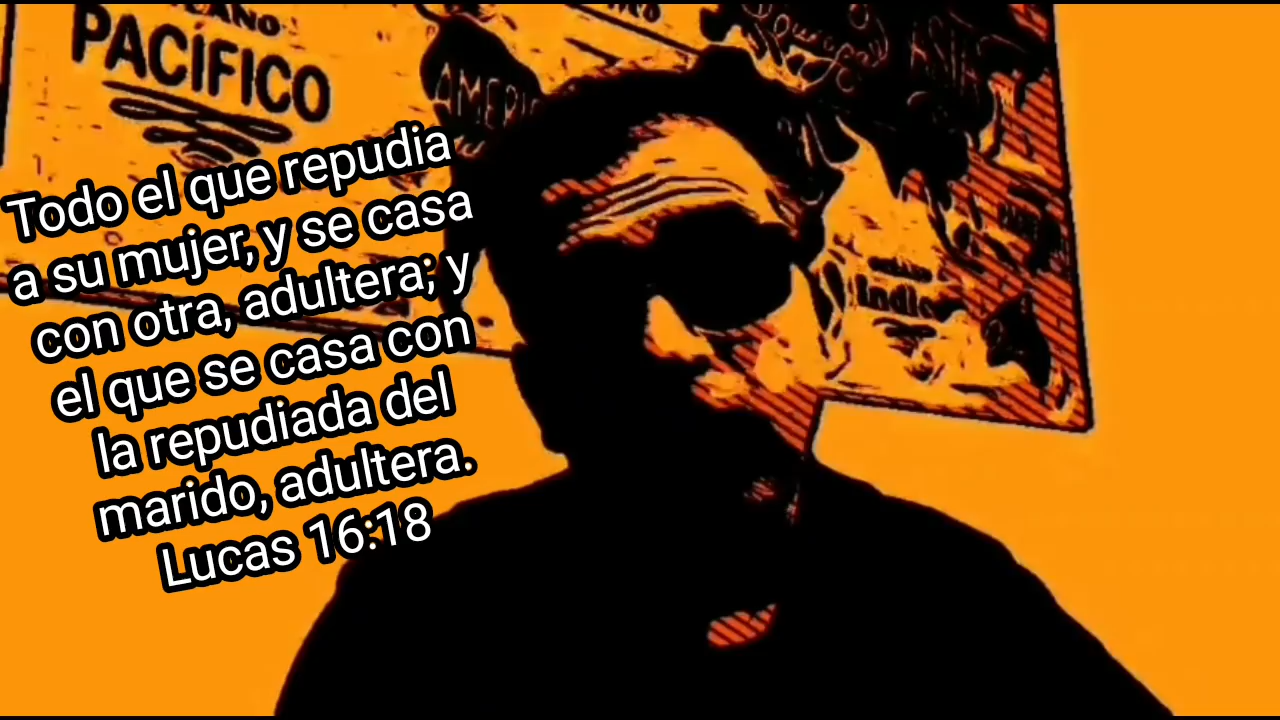 PACÍFICO
Todo el que repudia
a su mujer, y se casa
con otra, adultera; y
el que se casa con
la repudiada del
marido, adultera.
Lucas 16:18
ASIA